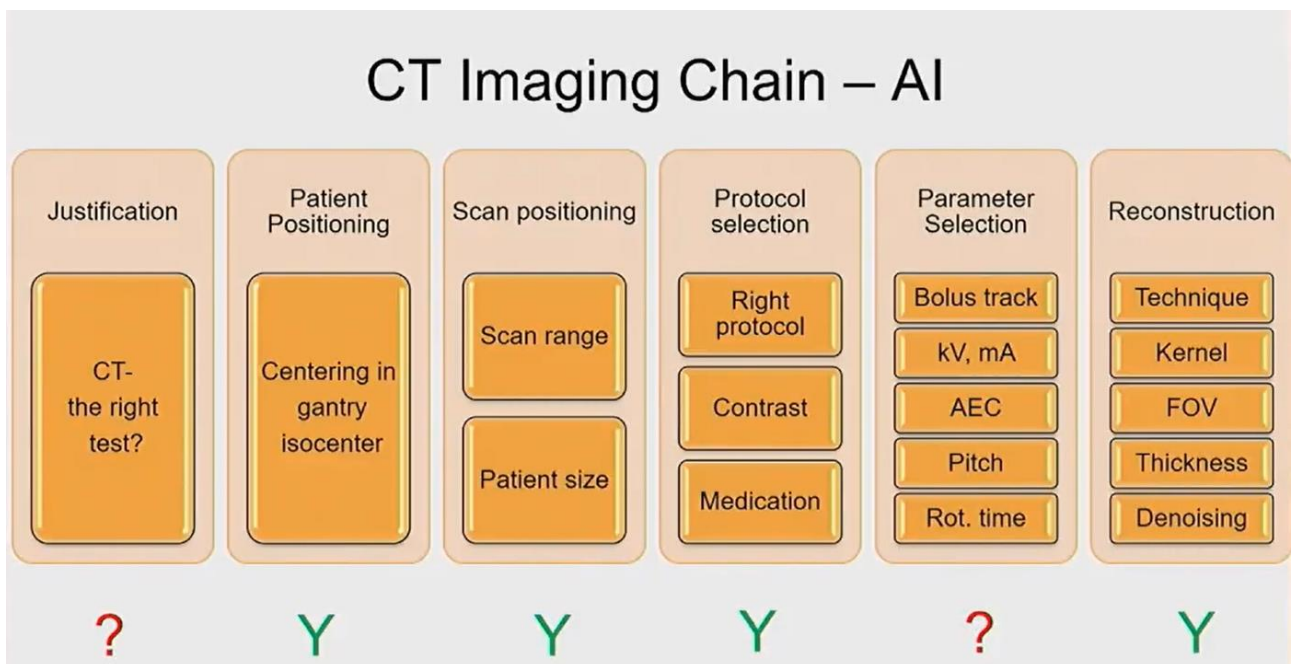 CT Imaging Chain – AI
Justification
CT-
the right
test?
Patient
Positioning
Centering in
gantry
isocenter
Scan positioning
Scan range
Patient size
Protocol
selection
Right
protocol
Contrast
Medication
Parameter
Selection
Bolus track
kV, mA
AEC
Pitch
Rot. time
Reconstruction
Technique
Kernel
FOV
Thickness
Denoising
? Y Y Y ? Y